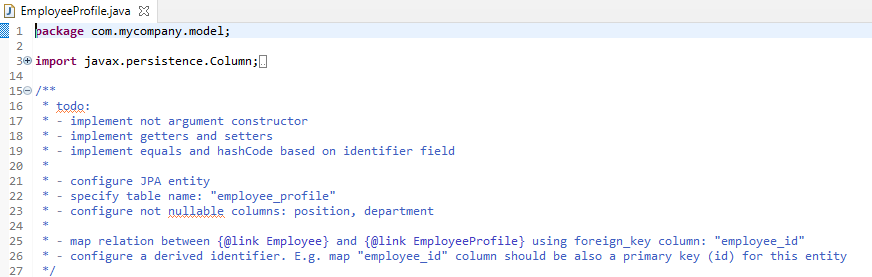 EmployeeProfile.java
1 package com.mycompany.model;
2
3 import javax.persistence.Column;
14
15 /**
16 * todo:
17 * - implement not argument constructor
18 * - implement getters and setters
19 * - implement equals and hashCode based on identifier field
20 *
21 * - configure JPA entity
22 * - specify table name: "employee_profile"
23 * - configure not nullable columns: position, department
24 *
25 * - map relation between {@link Employee} and {@link EmployeeProfile} using foreign_key column: "employee_id"
26 * - configure a derived identifier. E.g. map "employee_id" column should be also a primary key (id) for this entity
27 */